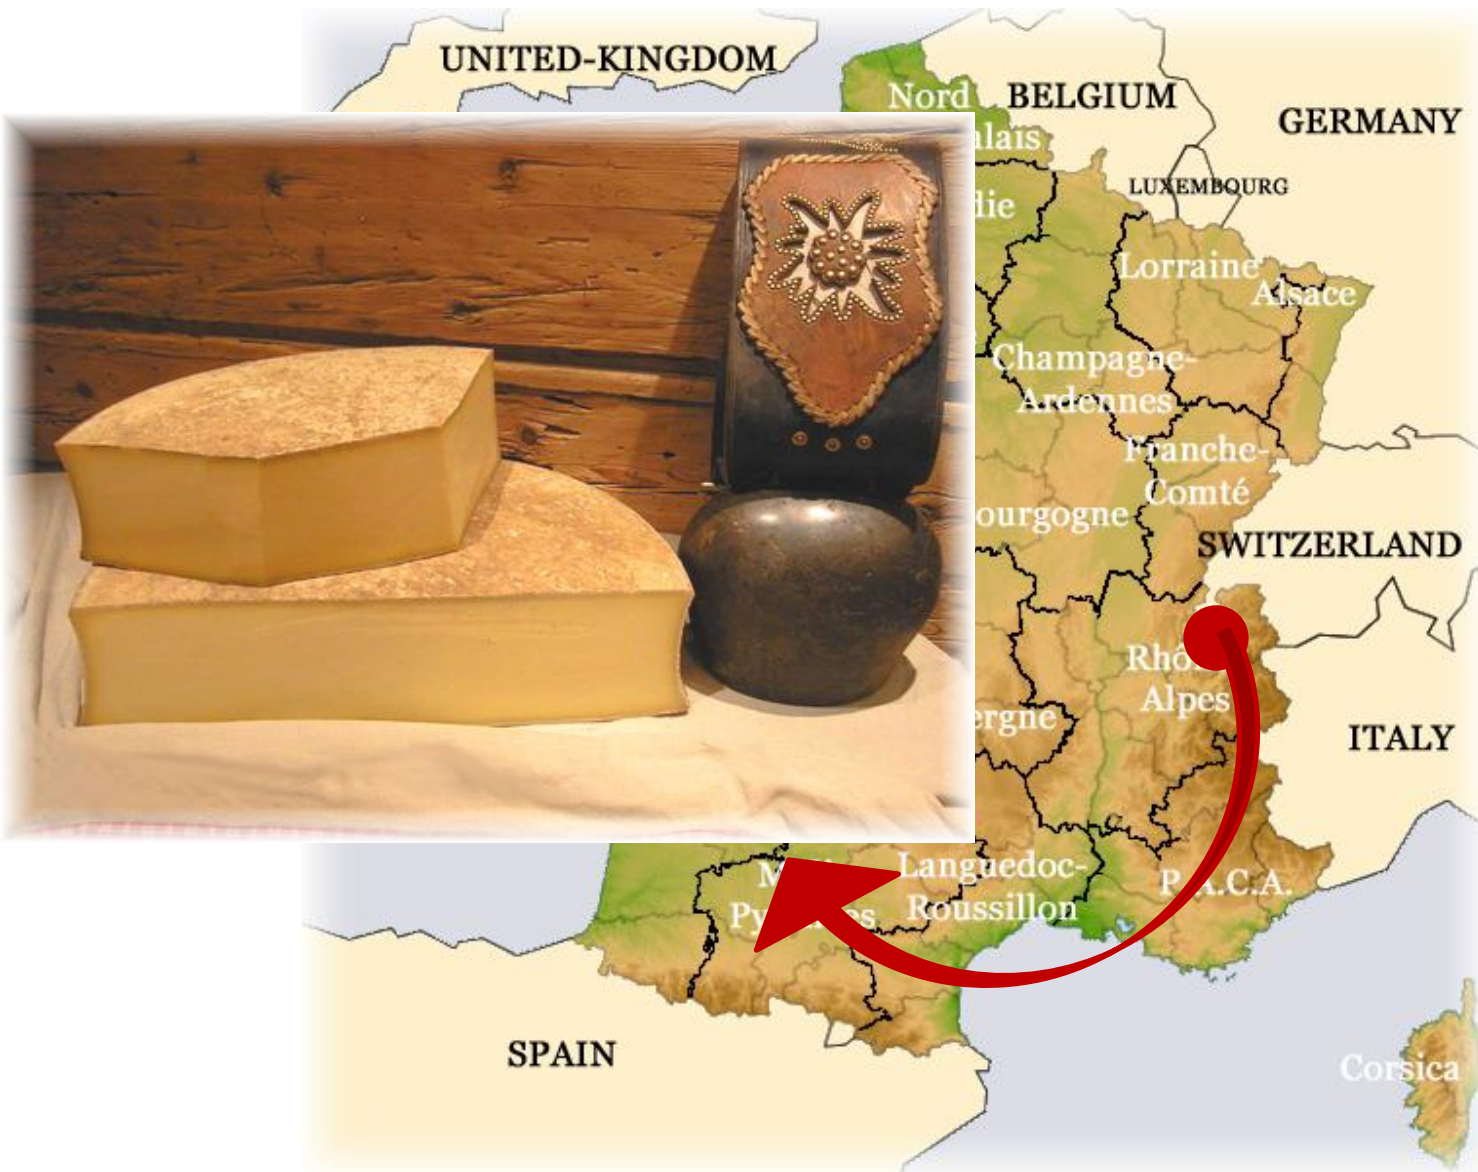 UNITED-KINGDOM
Nord
BELGIUM
GERMANY
LUXEMBOURG
Lorraine
Alsace
Champagne-
Ardennes
Franche-
Comté
ourgogne
SWITZERLAND
Alpes
ergne
ITALY
Languedoc-
Roussillon
P.A.C.A.
SPAIN
Corsica